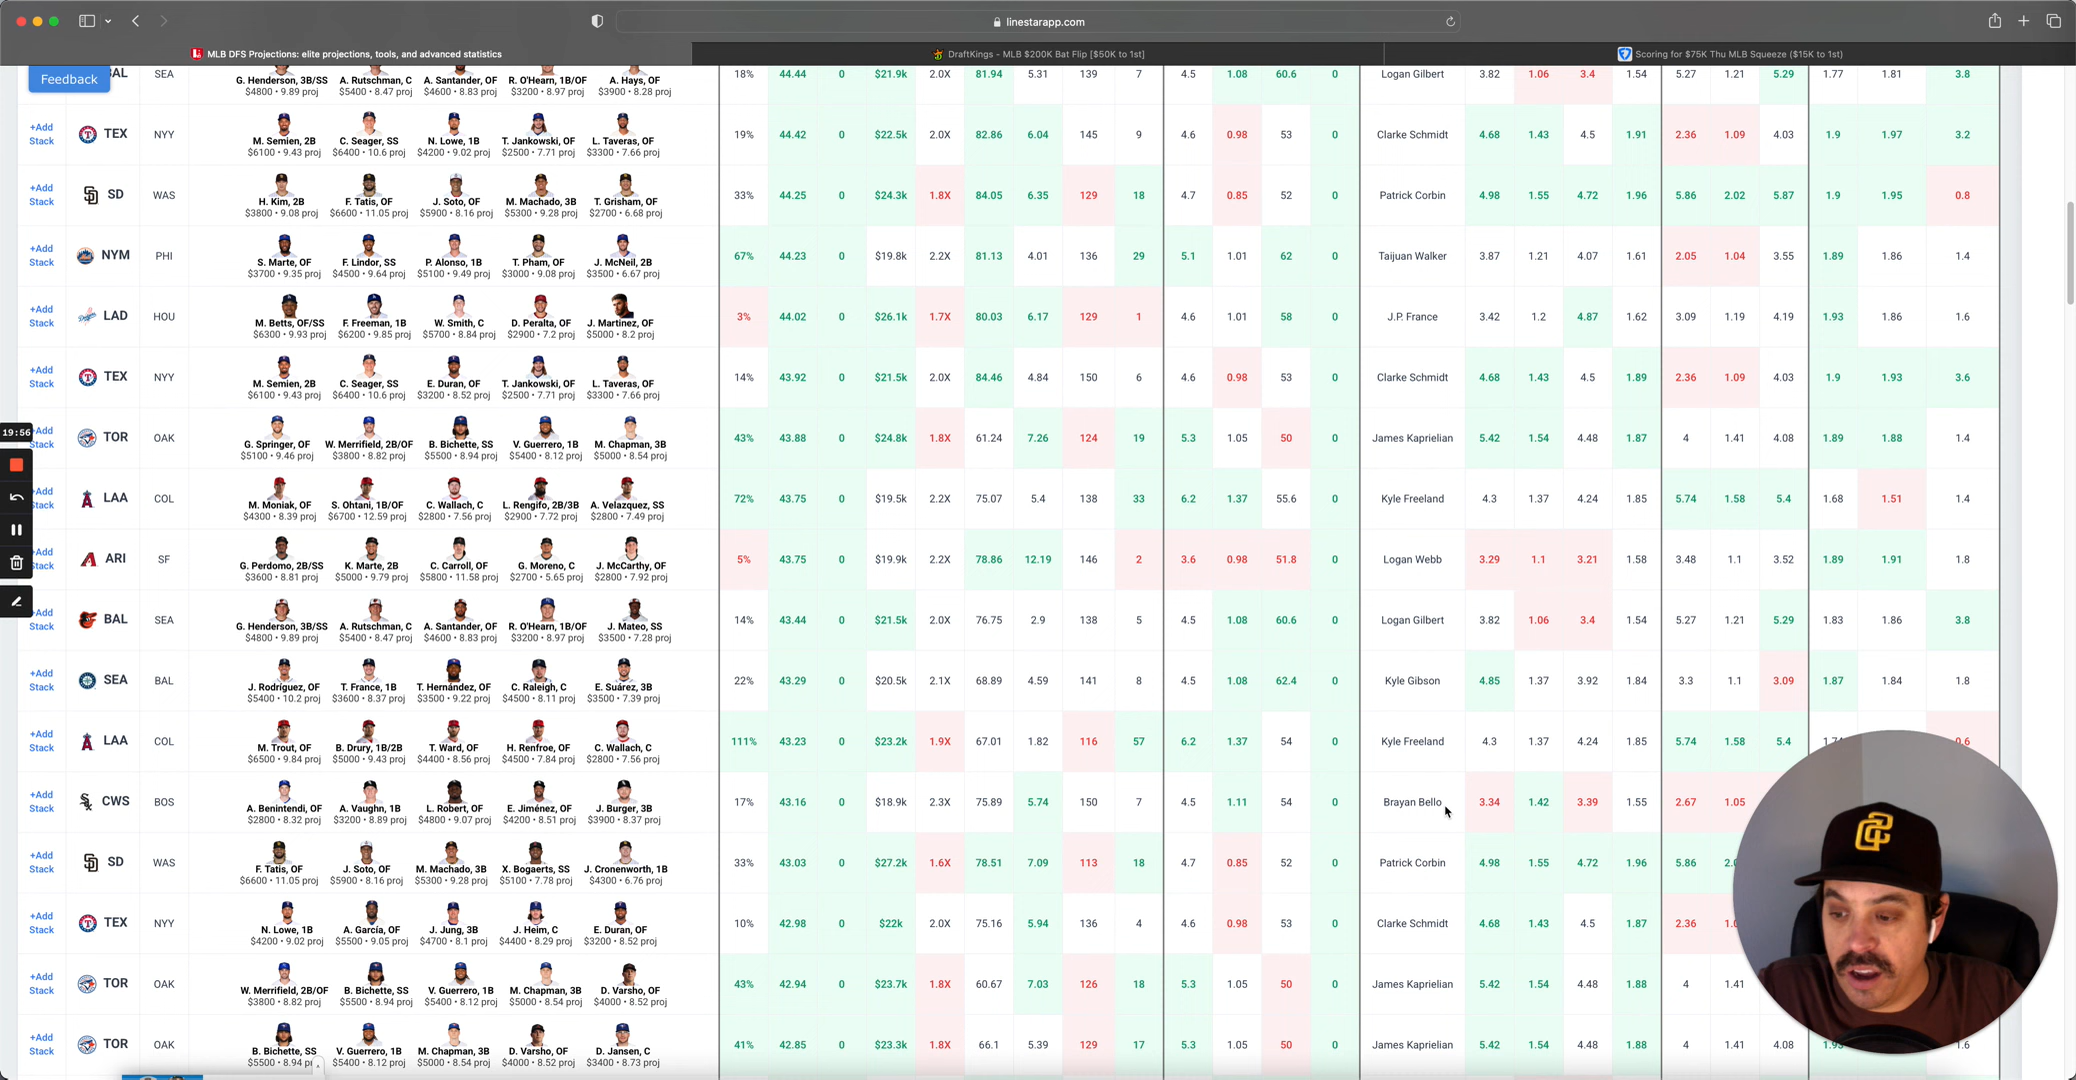 linestarapp.com
MLB DFS Projections: elite projections, tools, and advanced statistics
DraftKings - MLB $200K Bat Flip [$50K to 1st]
Scoring for $75K Thu MLB Squeeze ($15K to 1st)
Feedback
BAL SEA G. Henderson, 3B/SS A. Rutschman, C A. Santander, OF R. O'Hearn, 1B/OF A. Hays, OF 18% 44.44 0 $21.9k 2.0X 81.94 5.31 139 7 4.5 1.08 60.6 0 Logan Gilbert 3.82 1.06 3.4 1.54 5.27 1.21 5.29 1.77 1.81 3.8
$4800 • 9.89 proj $5400 • 8.47 proj $4600 • 8.83 proj $3200 • 8.97 proj $3900 • 8.28 proj
+Add Stack TEX NYY M. Semien, 2B C. Seager, SS N. Lowe, 1B T. Jankowski, OF L. Taveras, OF 19% 44.42 0 $22.5k 2.0X 82.86 6.04 145 9 4.6 0.98 53 0 Clarke Schmidt 4.68 1.43 4.5 1.91 2.36 1.09 4.03 1.9 1.97 3.2
$6100 • 9.43 proj $6400 • 10.6 proj $4200 • 9.02 proj $2500 • 7.71 proj $3300 • 7.66 proj
+Add Stack SD WAS H. Kim, 2B F. Tatis, OF J. Soto, OF M. Machado, 3B T. Grisham, OF 33% 44.25 0 $24.3k 1.8X 84.05 6.35 129 18 4.7 0.85 52 0 Patrick Corbin 4.98 1.55 4.72 1.96 5.86 2.02 5.87 1.9 1.95 0.8
$3800 • 9.08 proj $6600 • 11.05 proj $5900 • 8.16 proj $5300 • 9.28 proj $2700 • 6.68 proj
+Add Stack NYM PHI S. Marte, OF F. Lindor, SS P. Alonso, 1B T. Pham, OF J. McNeil, 2B 67% 44.23 0 $19.8k 2.2X 81.13 4.01 136 29 5.1 1.01 62 0 Taijuan Walker 3.87 1.21 4.07 1.61 2.05 1.04 3.55 1.89 1.86 1.4
$3700 • 9.35 proj $4500 • 9.64 proj $5100 • 9.49 proj $3000 • 9.08 proj $3500 • 6.67 proj
+Add Stack LAD HOU M. Betts, OF/SS F. Freeman, 1B W. Smith, C D. Peralta, OF J. Martinez, OF 3% 44.02 0 $26.1k 1.7X 80.03 6.17 129 1 4.6 1.01 58 0 J.P. France 3.42 1.2 4.87 1.62 3.09 1.19 4.19 1.93 1.86 1.6
$6300 • 9.93 proj $6200 • 9.85 proj $5700 • 8.84 proj $2900 • 7.2 proj $5000 • 8.2 proj
+Add Stack TEX NYY M. Semien, 2B C. Seager, SS E. Duran, OF T. Jankowski, OF L. Taveras, OF 14% 43.92 0 $21.5k 2.0X 84.46 4.84 150 6 4.6 0.98 53 0 Clarke Schmidt 4.68 1.43 4.5 1.89 2.36 1.09 4.03 1.9 1.93 3.6
$6100 • 9.43 proj $6400 • 10.6 proj $3200 • 8.52 proj $2500 • 7.71 proj $3300 • 7.66 proj
19:56
+Add Stack TOR OAK G. Springer, OF W. Merrifield, 2B/OF B. Bichette, SS V. Guerrero, 1B M. Chapman, 3B 43% 43.88 0 $24.8k 1.8X 61.24 7.26 124 19 5.3 1.05 50 0 James Kaprielian 5.42 1.54 4.48 1.87 4 1.41 4.08 1.89 1.88 1.4
$5100 • 9.46 proj $3800 • 8.82 proj $5500 • 8.94 proj $5400 • 8.12 proj $5000 • 8.54 proj
+Add Stack LAA COL M. Moniak, OF S. Ohtani, 1B/OF C. Wallach, C L. Rengifo, 2B/3B A. Velazquez, SS 72% 43.75 0 $19.5k 2.2X 75.07 5.4 138 33 6.2 1.37 55.6 0 Kyle Freeland 4.3 1.37 4.24 1.85 5.74 1.58 5.4 1.68 1.51 1.4
$4300 • 8.39 proj $6700 • 12.59 proj $2800 • 7.56 proj $2900 • 7.72 proj $2800 • 7.49 proj
+Add Stack ARI SF G. Perdomo, 2B/SS K. Marte, 2B C. Carroll, OF G. Moreno, C J. McCarthy, OF 5% 43.75 0 $19.9k 2.2X 78.86 12.19 146 2 3.6 0.98 51.8 0 Logan Webb 3.29 1.1 3.21 1.58 3.48 1.1 3.52 1.89 1.91 1.8
$3600 • 8.81 proj $5000 • 9.79 proj $5800 • 11.58 proj $2700 • 5.65 proj $2800 • 7.92 proj
+Add Stack BAL SEA G. Henderson, 3B/SS A. Rutschman, C A. Santander, OF R. O'Hearn, 1B/OF J. Mateo, SS 14% 43.44 0 $21.5k 2.0X 76.75 2.9 138 5 4.5 1.08 60.6 0 Logan Gilbert 3.82 1.06 3.4 1.54 5.27 1.21 5.29 1.83 1.86 3.8
$4800 • 9.89 proj $5400 • 8.47 proj $4600 • 8.83 proj $3200 • 8.97 proj $3500 • 7.28 proj
+Add Stack SEA BAL J. Rodríguez, OF T. France, 1B T. Hernández, OF C. Raleigh, C E. Suárez, 3B 22% 43.29 0 $20.5k 2.1X 68.89 4.59 141 8 4.5 1.08 62.4 0 Kyle Gibson 4.85 1.37 3.92 1.84 3.3 1.1 3.09 1.87 1.84 1.8
$5400 • 10.2 proj $3600 • 8.37 proj $3500 • 9.22 proj $4500 • 8.11 proj $3500 • 7.39 proj
+Add Stack LAA COL M. Trout, OF B. Drury, 1B/2B T. Ward, OF H. Renfroe, OF C. Wallach, C 111% 43.23 0 $23.2k 1.9X 67.01 1.82 116 57 6.2 1.37 54 0 Kyle Freeland 4.3 1.37 4.24 1.85 5.74 1.58 5.4
$6500 • 9.84 proj $5000 • 9.43 proj $4400 • 8.56 proj $4500 • 7.84 proj $2800 • 7.56 proj
+Add Stack CWS BOS A. Benintendi, OF A. Vaughn, 1B L. Robert, OF E. Jiménez, OF J. Burger, 3B 17% 43.16 0 $18.9k 2.3X 75.89 5.74 150 7 4.5 1.11 54 0 Brayan Bello 3.34 1.42 3.39 1.55 2.67 1.05
$2800 • 8.32 proj $3200 • 8.89 proj $4800 • 9.07 proj $4200 • 8.51 proj $3900 • 8.37 proj
+Add Stack SD WAS F. Tatis, OF J. Soto, OF M. Machado, 3B X. Bogaerts, SS J. Cronenworth, 1B 33% 43.03 0 $27.2k 1.6X 78.51 7.09 113 18 4.7 0.85 52 0 Patrick Corbin 4.98 1.55 4.72 1.96 5.86
$6600 • 11.05 proj $5900 • 8.16 proj $5300 • 9.28 proj $5100 • 7.78 proj $4300 • 6.76 proj
+Add Stack TEX NYY N. Lowe, 1B A. García, OF J. Jung, 3B J. Heim, C E. Duran, OF 10% 42.98 0 $22k 2.0X 75.16 5.94 136 4 4.6 0.98 53 0 Clarke Schmidt 4.68 1.43 4.5 1.87 2.36
$4200 • 9.02 proj $5500 • 9.05 proj $4700 • 8.1 proj $4400 • 8.29 proj $3200 • 8.52 proj
+Add Stack TOR OAK W. Merrifield, 2B/OF B. Bichette, SS V. Guerrero, 1B M. Chapman, 3B D. Varsho, OF 43% 42.94 0 $23.7k 1.8X 60.67 7.03 126 18 5.3 1.05 50 0 James Kaprielian 5.42 1.54 4.48 1.88 4 1.41
$3800 • 8.82 proj $5500 • 8.94 proj $5400 • 8.12 proj $5000 • 8.54 proj $4000 • 8.52 proj
+Add Stack TOR OAK B. Bichette, SS V. Guerrero, 1B M. Chapman, 3B D. Varsho, OF D. Jansen, C 41% 42.85 0 $23.3k 1.8X 66.1 5.39 129 17 5.3 1.05 50 0 James Kaprielian 5.42 1.54 4.48 1.88 4 1.41 4.08 1.6
$5500 • 8.94 $5400 • 8.12 proj $5000 • 8.54 proj $4000 • 8.52 proj $3400 • 8.73 proj